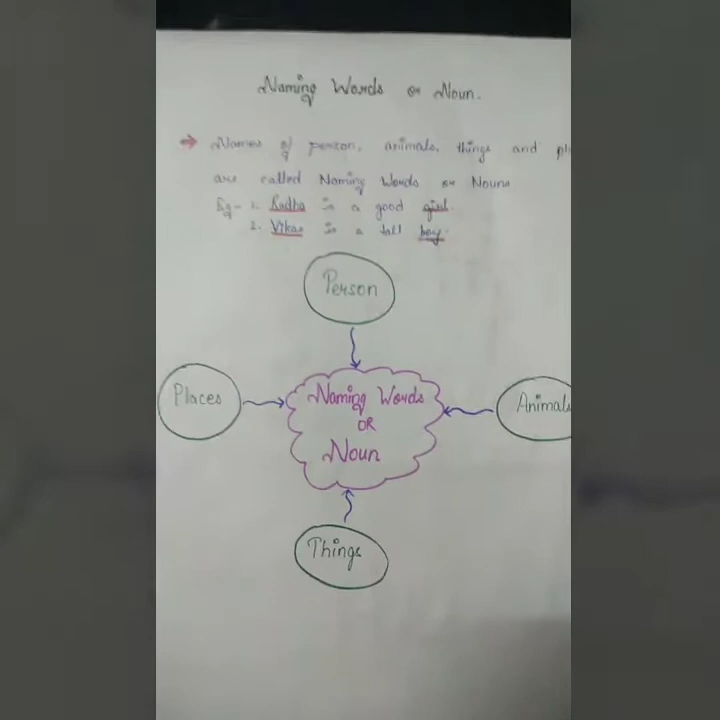 Naming Words or Noun.
⇒ Names of person, animals, things and pl
are called Naming Words or Nouns
Eg- 1. Radha is a good girl.
2. Vikas is a tall boy.
Person
Places
Naming Words
OR
Noun
Animals
Things